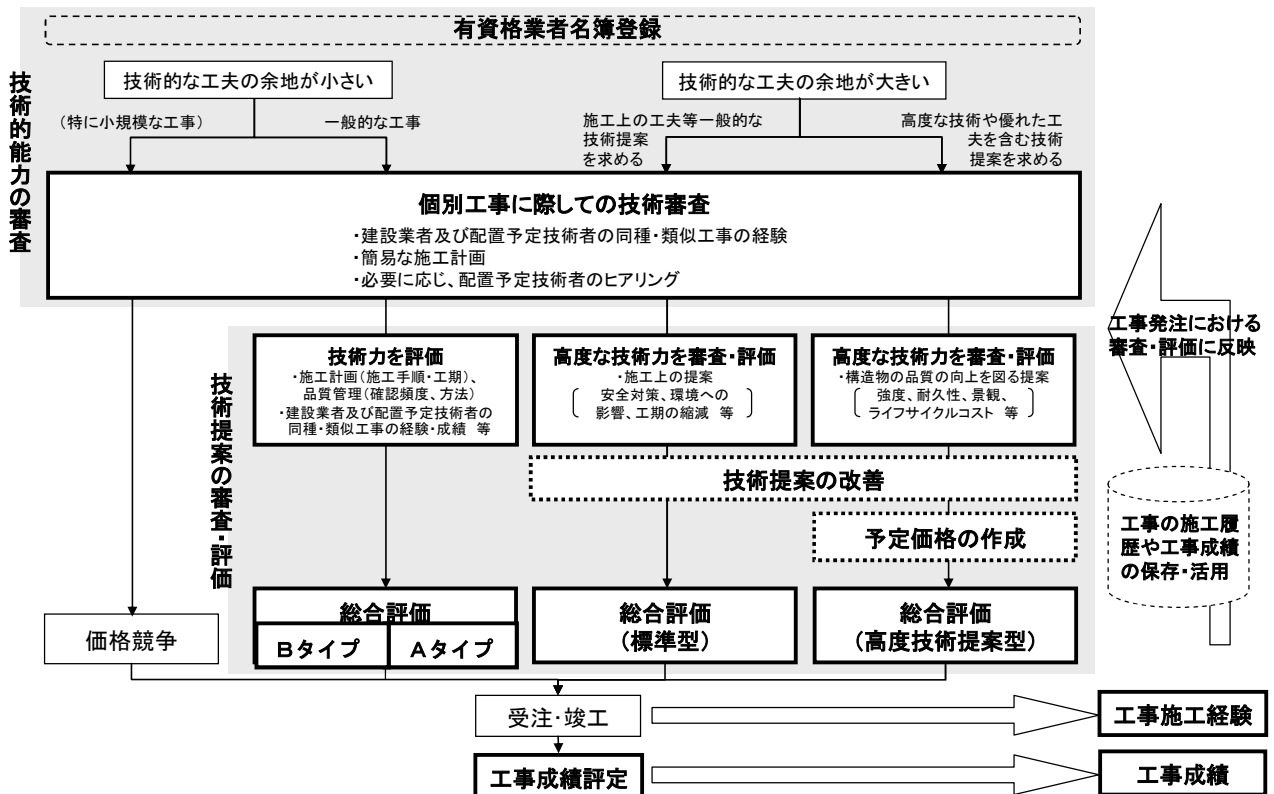 有資格業者名簿登録
技術的能力の審査
技術的な工夫の余地が小さい
技術的な工夫の余地が大きい
(特に小規模な工事)
一般的な工事
施工上の工夫等一般的な
技術提案
を求める
高度な技術や優れた工
夫を含む技術
提案を求める
個別工事に際しての技術審査
・建設業者及び配置予定技術者の同種・類似工事の経験
・簡易な施工計画
・必要に応じ、配置予定技術者のヒアリング
工事発注における
審査・評価に反映
技術提案の審査・評価
技術力を評価
・施工計画(施工手順・工期)、
品質管理(確認頻度、方法)
・建設業者及び配置予定技術者の
同種・類似工事の経験・成績 等
高度な技術力を審査・評価
・施工上の提案
安全対策、環境への
影響、工期の縮減 等
高度な技術力を審査・評価
・構造物の品質の向上を図る提案
強度、耐久性、景観、
ライフサイクルコスト 等
技術提案の改善
予定価格の作成
工事の施工履
歴や工事成績
の保存・活用
価格競争
総合評価
Bタイプ
Aタイプ
総合評価
(標準型)
総合評価
(高度技術提案型)
受注・竣工
工事施工経験
工事成績評定
工事成績